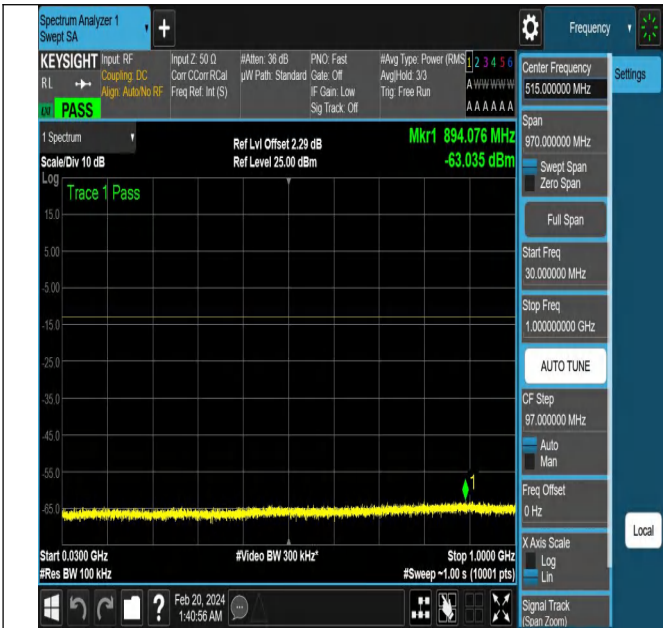 Spectrum Analyzer 1
Swept SA
+
Frequency
KEYSIGHT
RL
PASS
Input: RF
Coupling: DC
Align: Auto/No RF
Input Z: 50 Ω
Corr CCorr RCal
Freq Ref: Int (S)
#Atten: 36 dB
µW Path: Standard
PNO: Fast
Gate: Off
IF Gain: Low
Sig Track: Off
#Avg Type: Power (RMS
Avg|Hold: 3/3
Trig: Free Run
1 2 3 4 5 6
A W W W W W
A A A A A A
1 Spectrum
Scale/Div 10 dB
Ref Lvl Offset 2.29 dB
Ref Level 25.00 dBm
Mkr1 894.076 MHz
-63.035 dBm
Log
Trace 1 Pass
15.0
5.00
-5.00
-15.0
-25.0
-35.0
-45.0
-55.0
-65.0
1
Start 0.0300 GHz
#Res BW 100 kHz
#Video BW 300 kHz*
Stop 1.0000 GHz
#Sweep ~1.00 s (10001 pts)
Feb 20, 2024
1:40:56 AM
?
Center Frequency
515.000000 MHz
Span
970.000000 MHz
Swept Span
Zero Span
Full Span
Start Freq
30.000000 MHz
Stop Freq
1.000000000 GHz
AUTO TUNE
CF Step
97.000000 MHz
Auto
Man
Freq Offset
0 Hz
X Axis Scale
Log
Lin
Signal Track
(Span Zoom)
Settings
Local